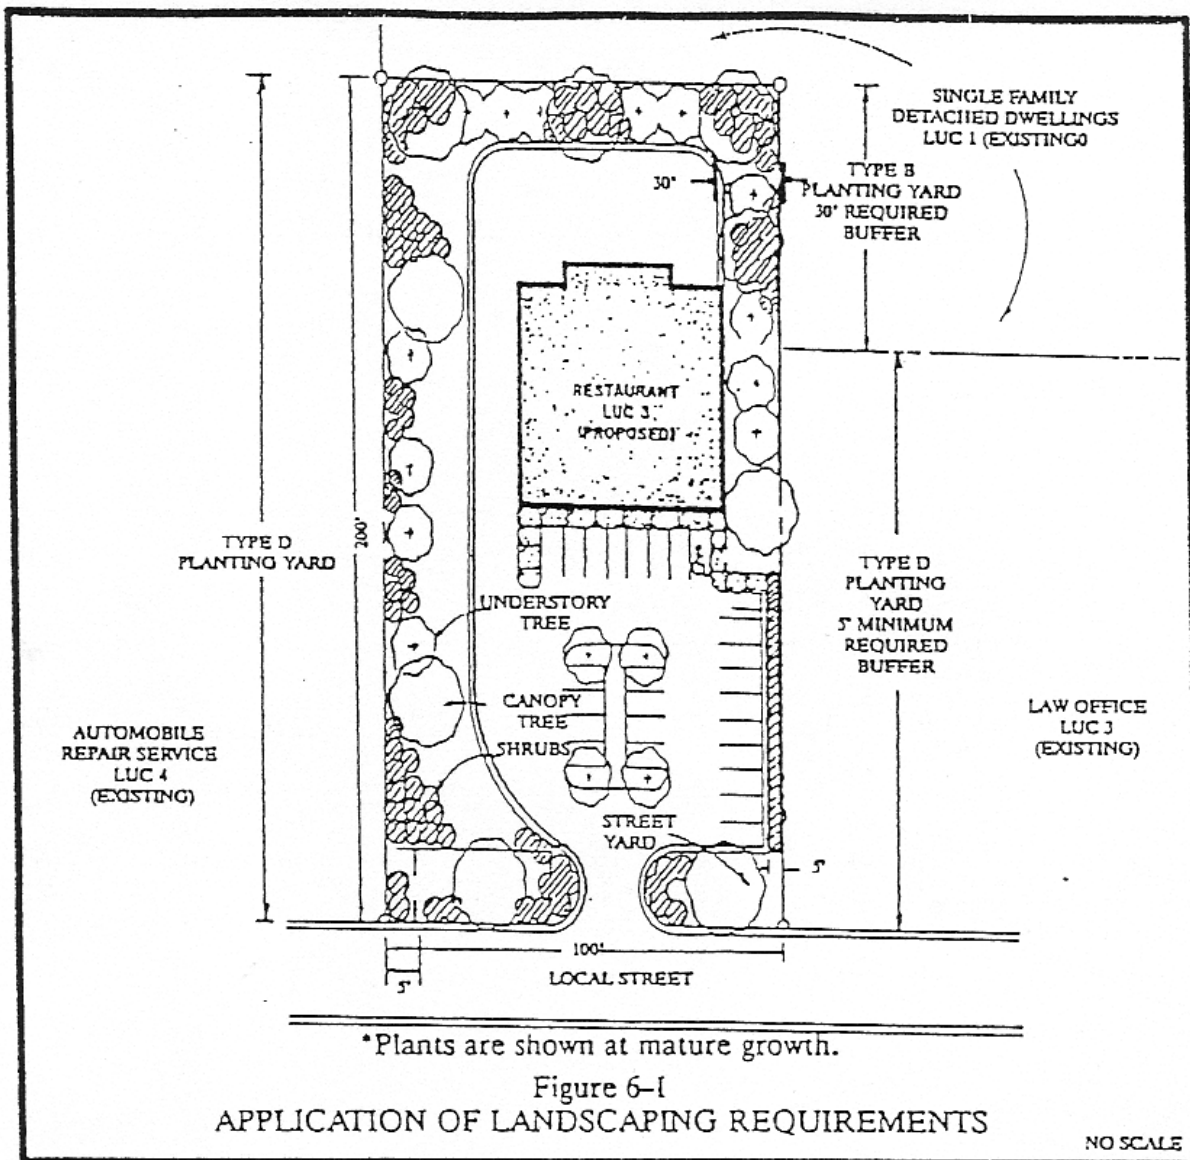 SINGLE FAMILY
DETACHED DWELLINGS
LUC 1 (EXISTING0
TYPE B
PLANTING YARD
30' REQUIRED
BUFFER
30"
RESTAURANT
LUC 3
(PROPOSED)
200'
TYPE D
PLANTING YARD
TYPE D
PLANTING
YARD
5' MINIMUM
REQUIRED
BUFFER
UNDERSTORY
TREE
CANOPY
TREE
SHRUBS
STREET
YARD
AUTOMOBILE
REPAIR SERVICE
LUC 4
(EXISTING)
LAW OFFICE
LUC 3
(EXISTING)
5'
100'
5'
LOCAL STREET
*Plants are shown at mature growth.
Figure 6-1
APPLICATION OF LANDSCAPING REQUIREMENTS
NO SCALE